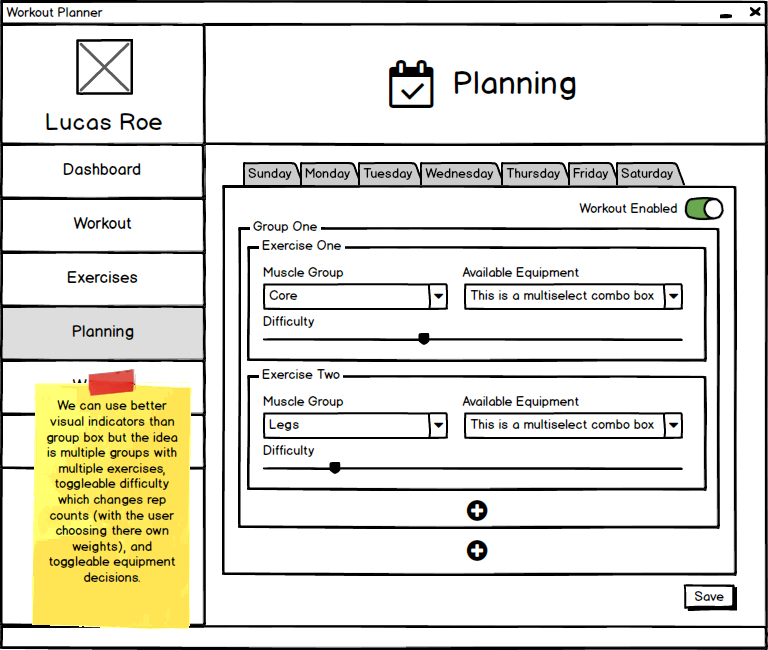 Workout Planner
Lucas Roe
Planning
Dashboard
Workout
Exercises
Planning
Sunday Monday Tuesday Wednesday Thursday Friday Saturday
Workout Enabled
Group One
Exercise One
Muscle Group Available Equipment
Core This is a multiselect combo box
Difficulty
Exercise Two
Muscle Group Available Equipment
Legs This is a multiselect combo box
Difficulty
Save
We can use better
visual indicators than
group box but the idea
is multiple groups with
multiple exercises,
toggleable difficulty
which changes rep
counts (with the user
choosing there own
weights), and
toggleable equipment
decisions.